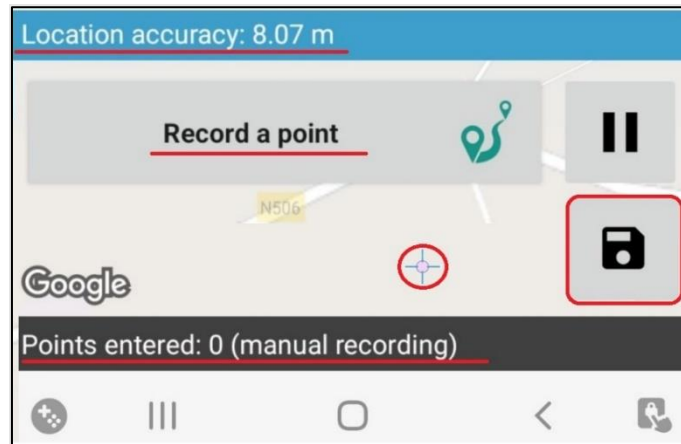 Location accuracy: 8.07 m
Record a point
N506
Google
Points entered: 0 (manual recording)